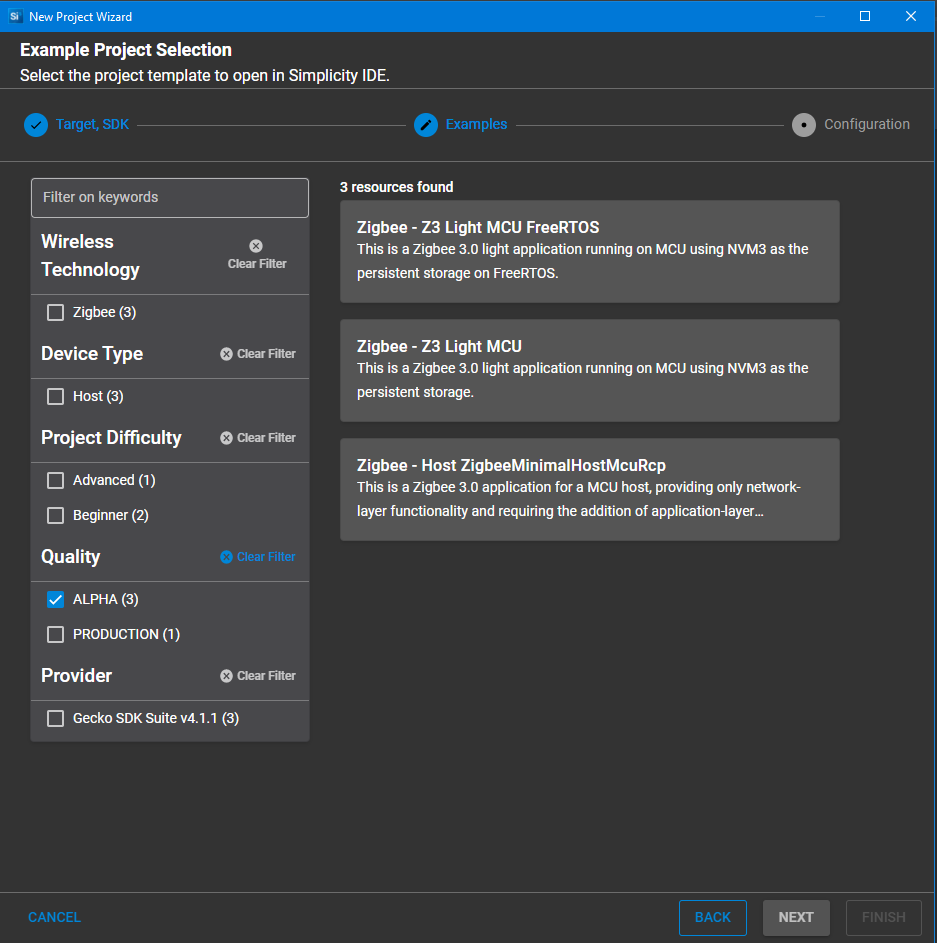 Si New Project Wizard
Example Project Selection
Select the project template to open in Simplicity IDE.
Target, SDK
Examples
Configuration
Filter on keywords
Wireless
Technology
Clear Filter
Zigbee (3)
Device Type
Clear Filter
Host (3)
Project Difficulty
Clear Filter
Advanced (1)
Beginner (2)
Quality
Clear Filter
ALPHA (3)
PRODUCTION (1)
Provider
Clear Filter
Gecko SDK Suite v4.1.1 (3)
3 resources found
Zigbee - Z3 Light MCU FreeRTOS
This is a Zigbee 3.0 light application running on MCU using NVM3 as the
persistent storage on FreeRTOS.
Zigbee - Z3 Light MCU
This is a Zigbee 3.0 light application running on MCU using NVM3 as the
persistent storage.
Zigbee - Host ZigbeeMinimalHostMcuRcp
This is a Zigbee 3.0 application for a MCU host, providing only network-
layer functionality and requiring the addition of application-layer…
CANCEL
BACK
NEXT
FINISH